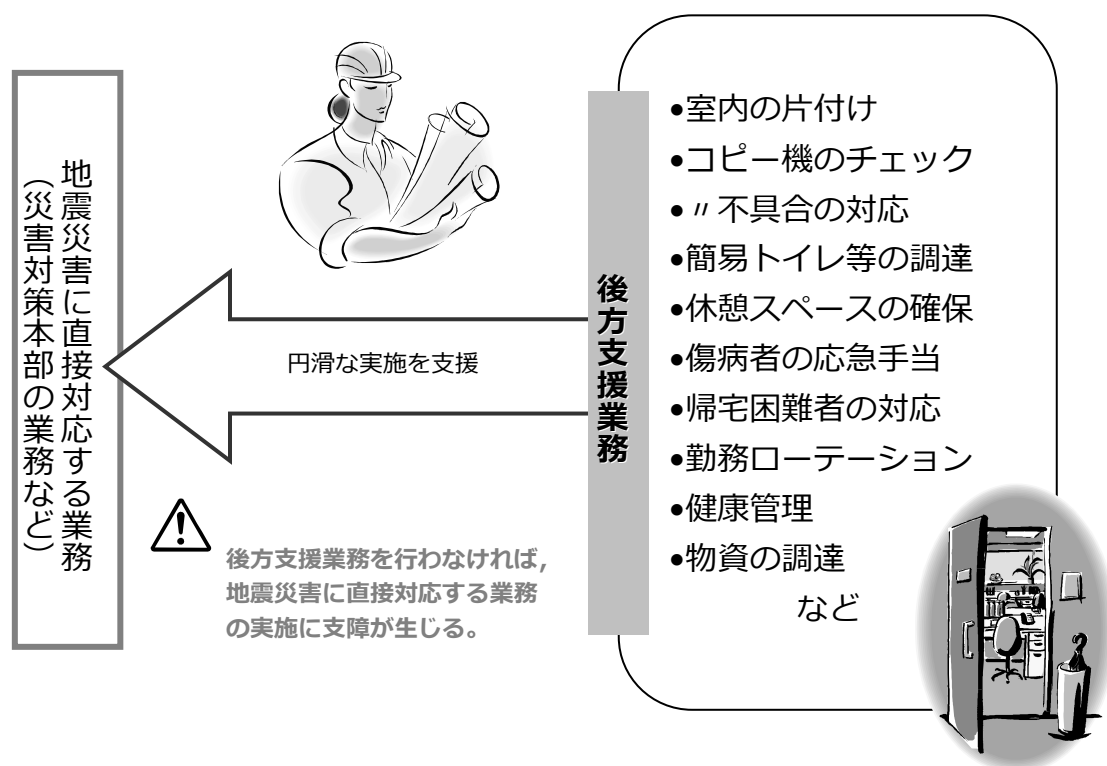 地震災害に直接対応する業務
（災害対策本部の業務など）
円滑な実施を支援
後方支援業務を行わなければ,
地震災害に直接対応する業務
の実施に支障が生じる。
後方支援業務
•室内の片付け
•コピー機のチェック
•〃不具合の対応
•簡易トイレ等の調達
•休憩スペースの確保
•傷病者の応急手当
•帰宅困難者の対応
•勤務ローテーション
•健康管理
•物資の調達
など